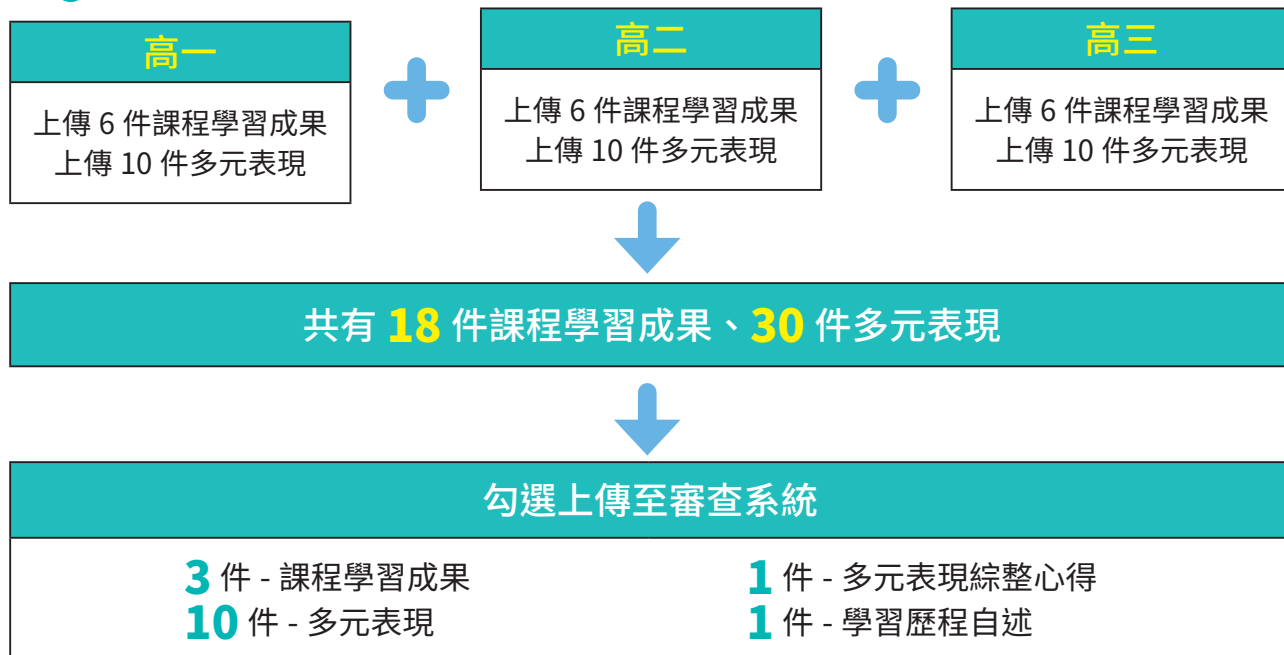 高一
上傳 6 件課程學習成果
上傳 10 件多元表現
高二
上傳 6 件課程學習成果
上傳 10 件多元表現
高三
上傳 6 件課程學習成果
上傳 10 件多元表現
共有 18 件課程學習成果、30 件多元表現
勾選上傳至審查系統
3 件 - 課程學習成果
10 件 - 多元表現
1 件 - 多元表現綜整心得
1 件 - 學習歷程自述